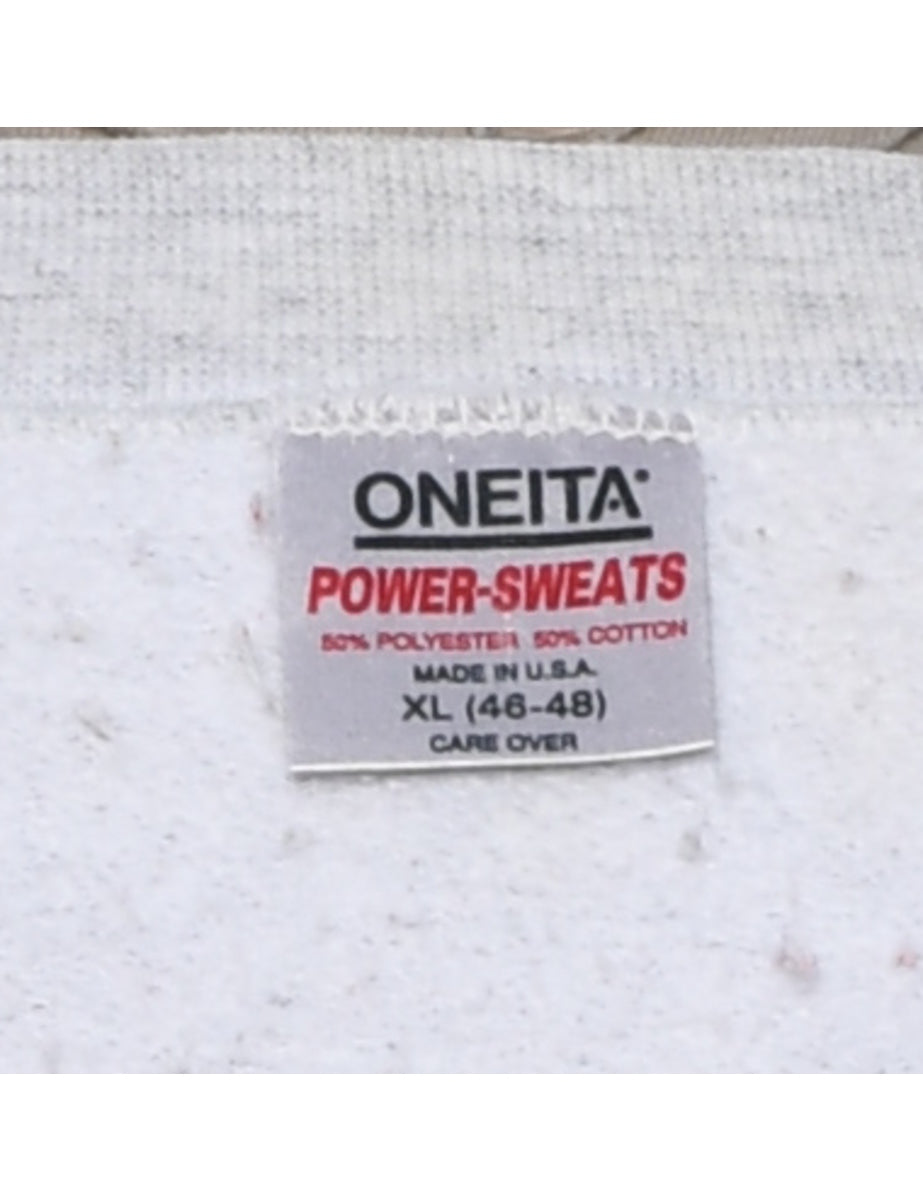 ONEITA
POWER-SWEATS
50% POLYESTER 50% COTTON
MADE IN U.S.A.
XL (46-48)
CARE OVER